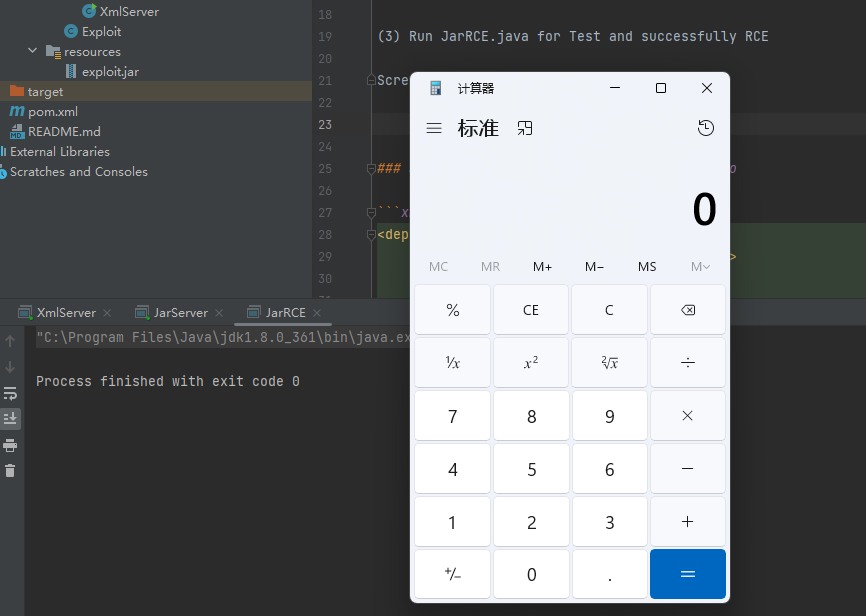 XmlServer
Exploit
resources
exploit.jar
target
pom.xml
README.md
External Libraries
Scratches and Consoles
18
19 (3) Run JarRCE.java for Test and successfully RCE
20
21 Scre
22
23
24
25 ###
26
27 ```x
28 <dep
29 >
30
计算器
标准
0
MC MR M+ M− MS M
% CE C
¹/x x² ²√x ÷
7 8 9 ×
4 5 6 −
1 2 3 +
+/− 0 . =
XmlServer JarServer JarRCE
"C:\Program Files\Java\jdk1.8.0_361\bin\java.ex
Process finished with exit code 0